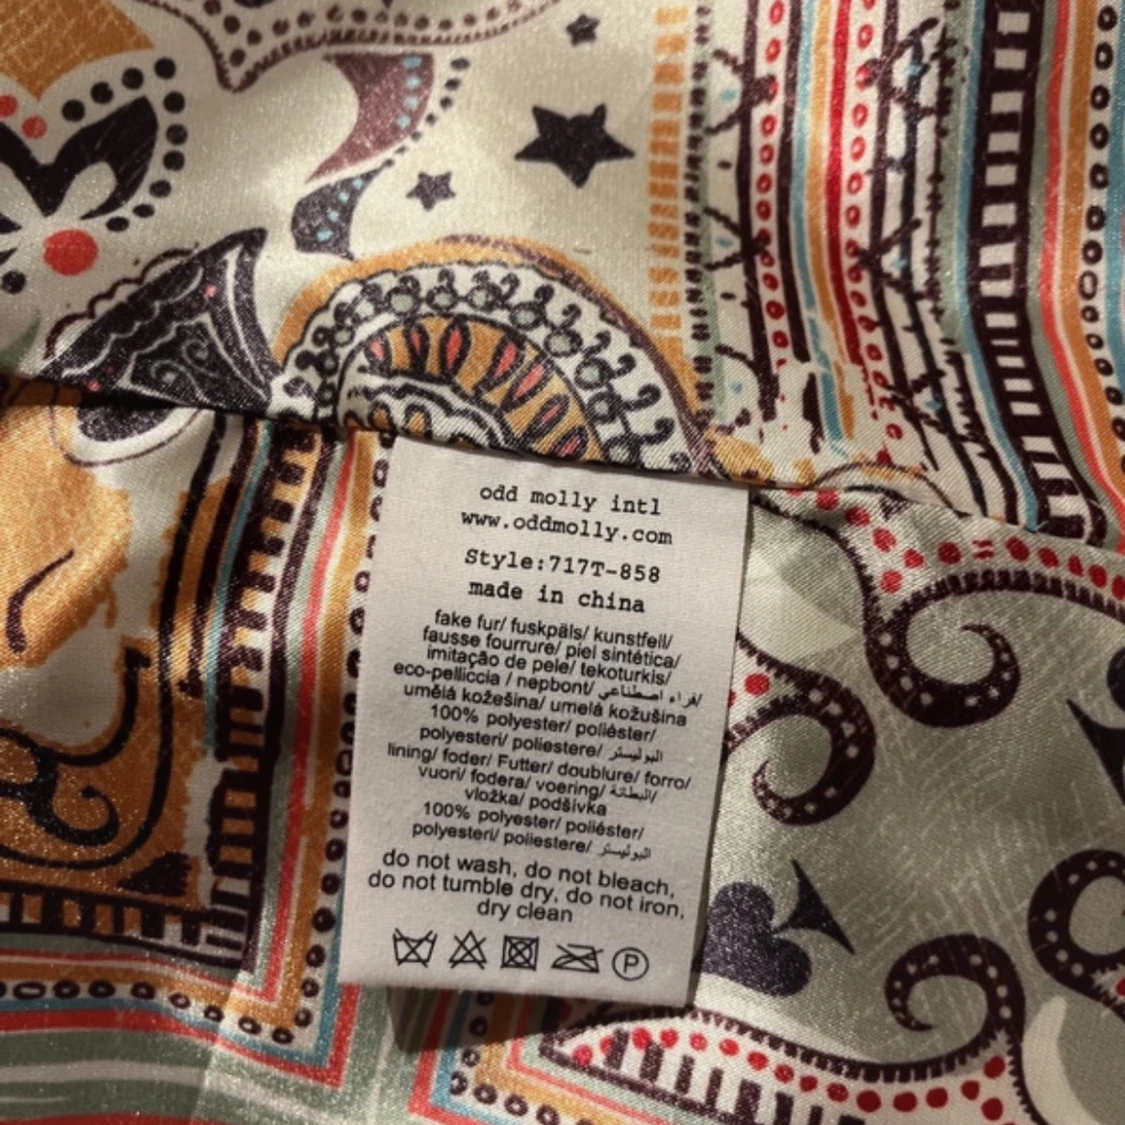 odd molly intl
www.oddmolly.com
Style:717T-858
made in china
fake fur/ fuskpäls/ kunstfell/
fausse fourrure/ piel sintética/
imitação de pele/ tekoturkis/
eco-pelliccia / nepbont/ فراء اصطناعي/
umělá kožešina/ umelá kožušina
100% polyester/ poliéster/
polyesteri/ poliestere/ البوليستر
lining/ foder/ Futter/ doublure/ forro/
vuori/ fodera/ voering/ البطانة/
vložka/ podšívka
100% polyester/ poliéster/
polyesteri/ poliestere/ البوليستر
do not wash, do not bleach,
do not tumble dry, do not iron,
dry clean
P